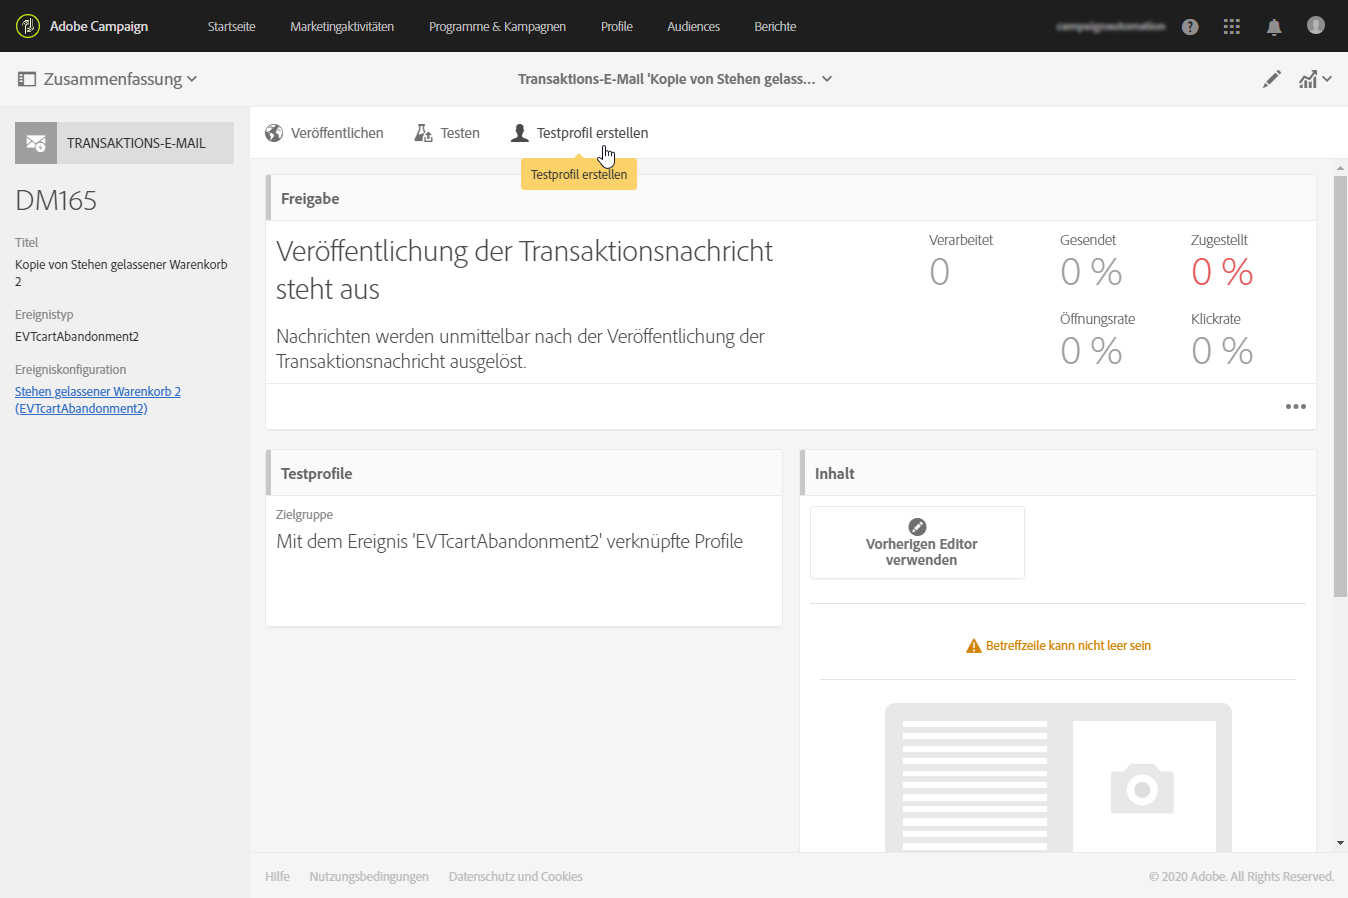 Adobe Campaign
Startseite
Marketingaktivitäten
Programme & Kampagnen
Profile
Audiences
Berichte
?
Zusammenfassung
Transaktions-E-Mail 'Kopie von Stehen gelass...
TRANSAKTIONS-E-MAIL
DM165
Titel
Kopie von Stehen gelassener Warenkorb
2
Ereignistyp
EVTcartAbandonment2
Ereigniskonfiguration
Stehen gelassener Warenkorb 2
(EVTcartAbandonment2)
Veröffentlichen
Testen
Testprofil erstellen
Testprofil erstellen
Freigabe
Veröffentlichung der Transaktionsnachricht
steht aus
Nachrichten werden unmittelbar nach der Veröffentlichung der
Transaktionsnachricht ausgelöst.
Verarbeitet
0
Gesendet
0 %
Zugestellt
0 %
Öffnungsrate
0 %
Klickrate
0 %
Testprofile
Zielgruppe
Mit dem Ereignis 'EVTcartAbandonment2' verknüpfte Profile
Inhalt
Vorherigen Editor
verwenden
Betreffzeile kann nicht leer sein
Hilfe
Nutzungsbedingungen
Datenschutz und Cookies
© 2020 Adobe. All Rights Reserved.